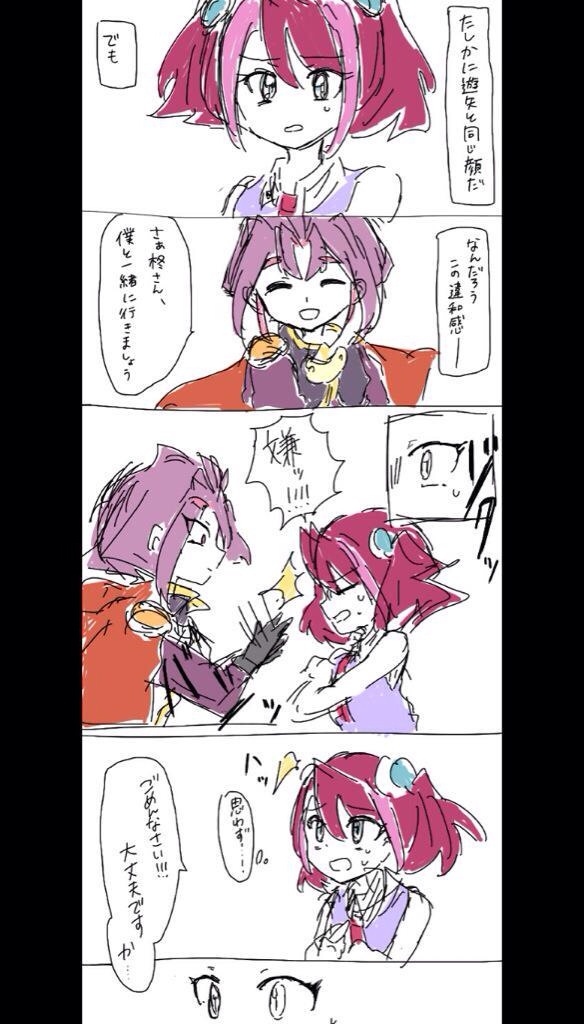 たしかに遊矢と同じ顔だ
でも
なんだろう
この違和感ー
さあ柊さん、
僕と一緒に行きましょう
ゾクッ
嫌ッ
!!!!
ハッ
思わず…!
ごめんなさい!!!
大丈夫です
か…